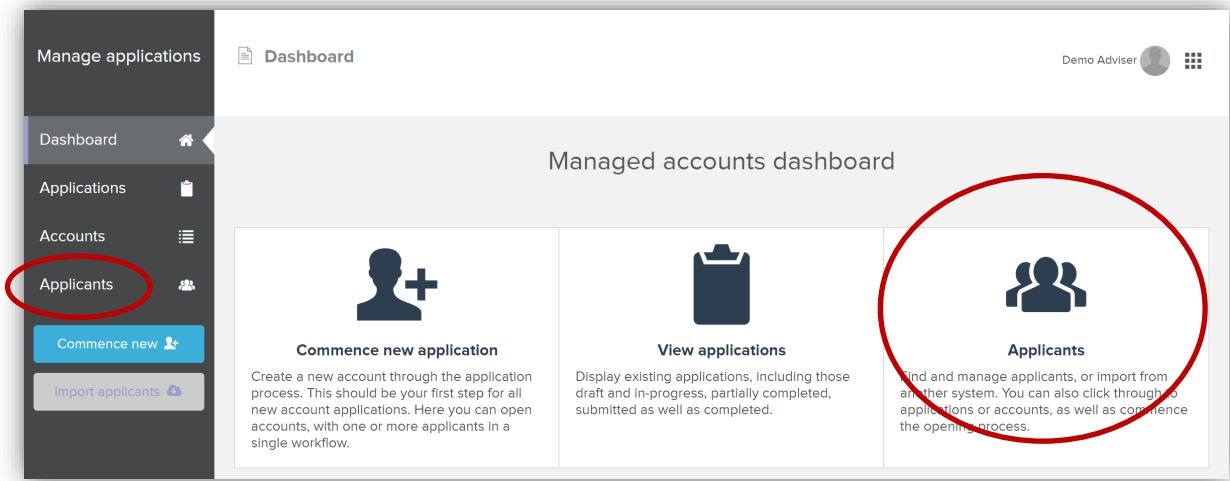 Manage applications
Dashboard
Demo Adviser
Dashboard
Applications
Accounts
Applicants
Commence new
Import applicants
Managed accounts dashboard
Commence new application
Create a new account through the application
process. This should be your first step for all
new account applications. Here you can open
accounts, with one or more applicants in a
single workflow.
View applications
Display existing applications, including those
draft and in-progress, partially completed,
submitted as well as completed.
Applicants
Find and manage applicants, or import from
another system. You can also click through to
applications or accounts, as well as commence
the opening process.